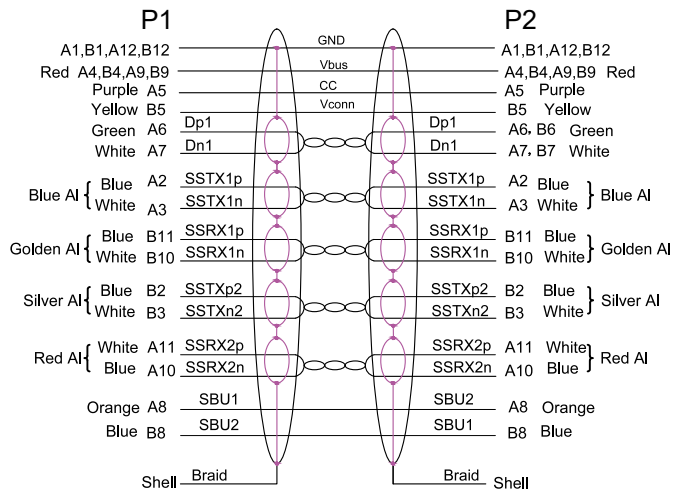 P1 P2
A1,B1,A12,B12 GND A1,B1,A12,B12
Red A4,B4,A9,B9 Vbus A4,B4,A9,B9 Red
Purple A5 CC A5 Purple
Yellow B5 Vconn B5 Yellow
Green A6 Dp1 Dp1 A6, B6 Green
White A7 Dn1 Dn1 A7, B7 White
Blue Al { Blue A2 SSTX1p SSTX1p A2 Blue } Blue Al
White A3 SSTX1n SSTX1n A3 White
Golden Al { Blue B11 SSRX1p SSRX1p B11 Blue } Golden Al
White B10 SSRX1n SSRX1n B10 White
Silver Al { Blue B2 SSTXp2 SSTXp2 B2 Blue } Silver Al
White B3 SSTXn2 SSTXn2 B3 White
Red Al { White A11 SSRX2p SSRX2p A11 White } Red Al
Blue A10 SSRX2n SSRX2n A10 Blue
Orange A8 SBU1 SBU2 A8 Orange
Blue B8 SBU2 SBU1 B8 Blue
Shell Braid Braid Shell